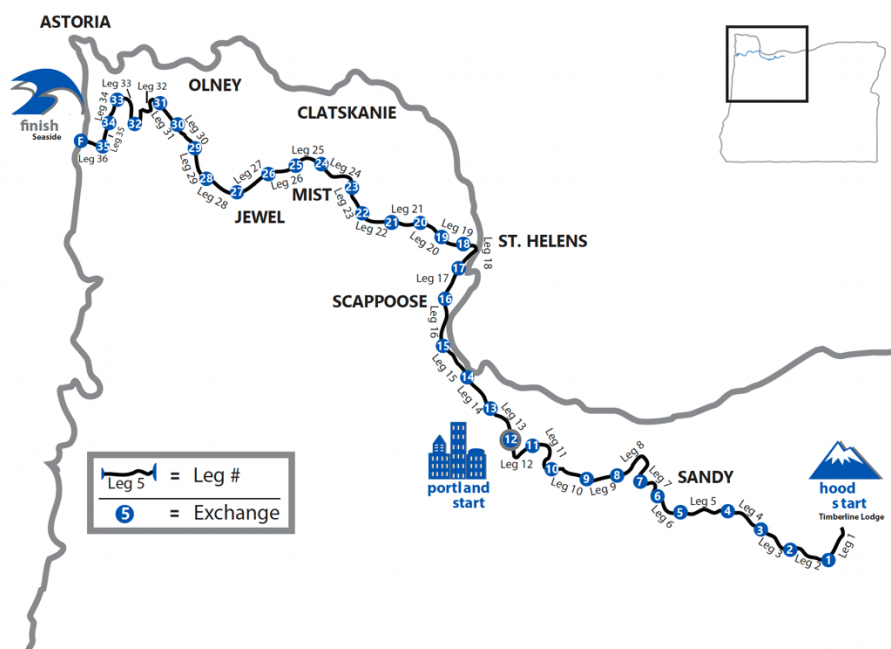 ASTORIA
OLNEY
CLATSKANIE
MIST
JEWEL
ST. HELENS
SCAPPOOSE
SANDY
finish
Seaside
portland
start
hood
start
Timberline Lodge
Leg 1
Leg 2
Leg 3
Leg 4
Leg 5
Leg 6
Leg 7
Leg 8
Leg 9
Leg 10
Leg 11
Leg 12
Leg 13
Leg 14
Leg 15
Leg 16
Leg 17
Leg 18
Leg 19
Leg 20
Leg 21
Leg 22
Leg 23
Leg 24
Leg 25
Leg 26
Leg 27
Leg 28
Leg 29
Leg 30
Leg 31
Leg 32
Leg 33
Leg 34
Leg 35
Leg 36
1
2
3
4
5
6
7
8
9
10
11
12
13
14
15
16
17
18
19
20
21
22
23
24
25
26
27
28
29
30
31
32
33
34
35
F
Leg 5 = Leg #
5 = Exchange